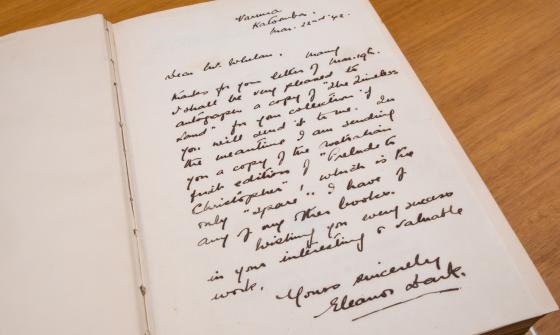 Varuna
Katoomba.
Mar. 22nd. '42.
Dear Mr. Whelan. Many
thanks for your letter of Mar. 19th.
I shall be very pleased to
autograph a copy of "The Timeless
Land" for your collection if
you will send it to me. In
the meantime I am sending
you a copy of the Australian
first edition of "Prelude to
Christopher" which is the
only "spare" I have of
any of my other books.
Wishing you every success
in your interesting & valuable
work.
Yours sincerely
Eleanor Dark.